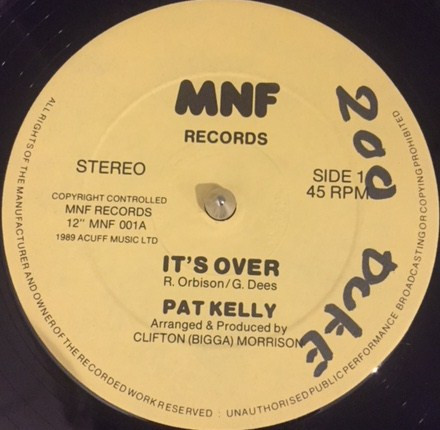 MNF
RECORDS
STEREO
SIDE 1
45 RPM
COPYRIGHT CONTROLLED
MNF RECORDS
12" MNF 001A
1989 ACUFF MUSIC LTD
IT'S OVER
R. Orbison/G. Dees
PAT KELLY
Arranged & Produced by
CLIFTON (BIGGA) MORRISON
ALL RIGHTS OF THE MANUFACTURER AND OWNER OF THE RECORDED WORK RESERVED : UNAUTHORISED PUBLIC PERFORMANCE BROADCASTING OR COPYING PROHIBITED